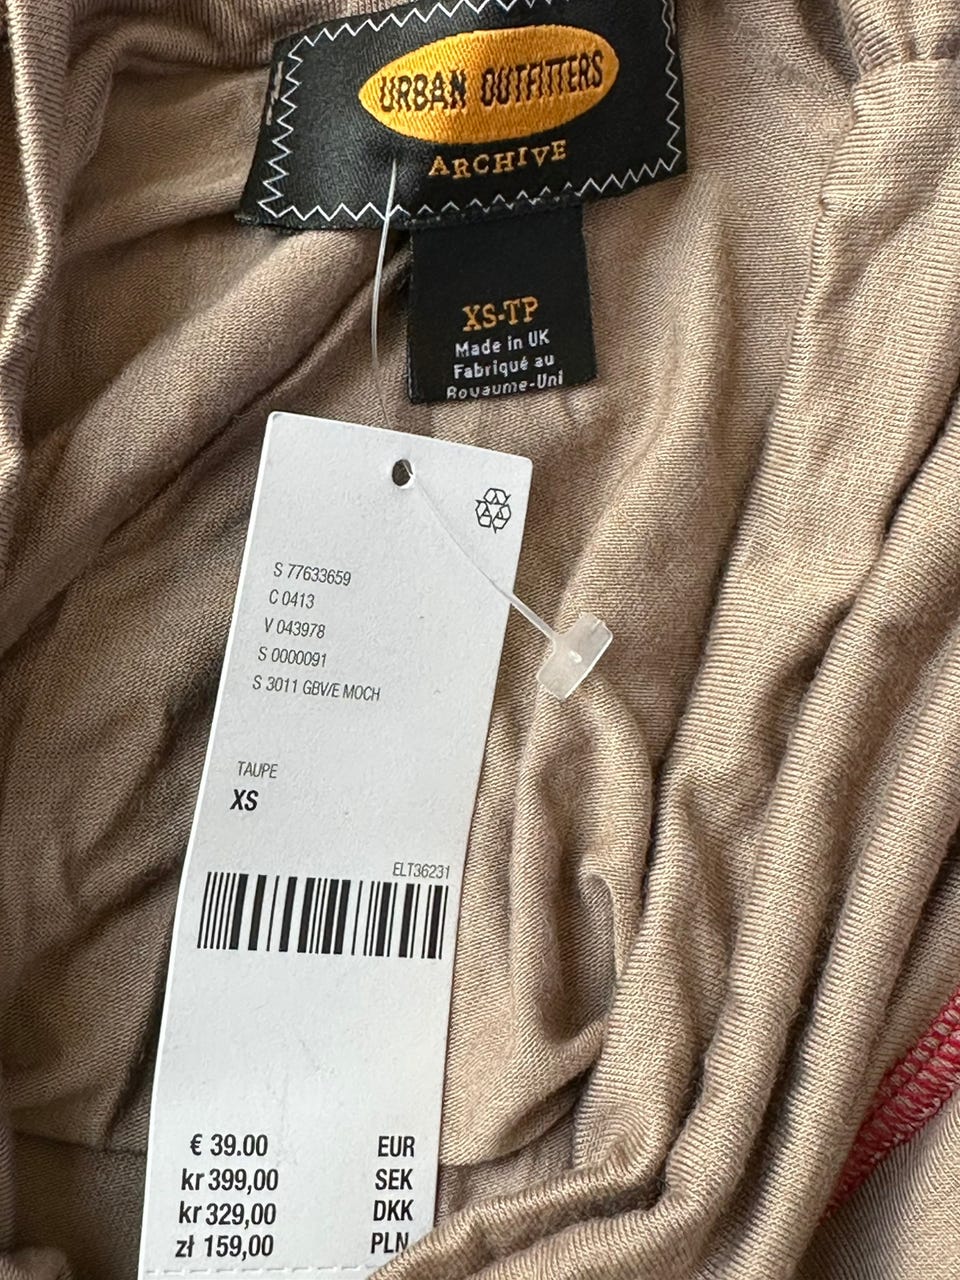 URBAN OUTFITTERS
ARCHIVE
XS-TP
Made in UK
Fabriqué au
Royaume-Uni
S 77633659
C 0413
V 043978
S 0000091
S 3011 GBV/E MOCH
TAUPE
XS
ELT36231
€ 39.00 EUR
kr 399,00 SEK
kr 329,00 DKK
zł 159,00 PLN